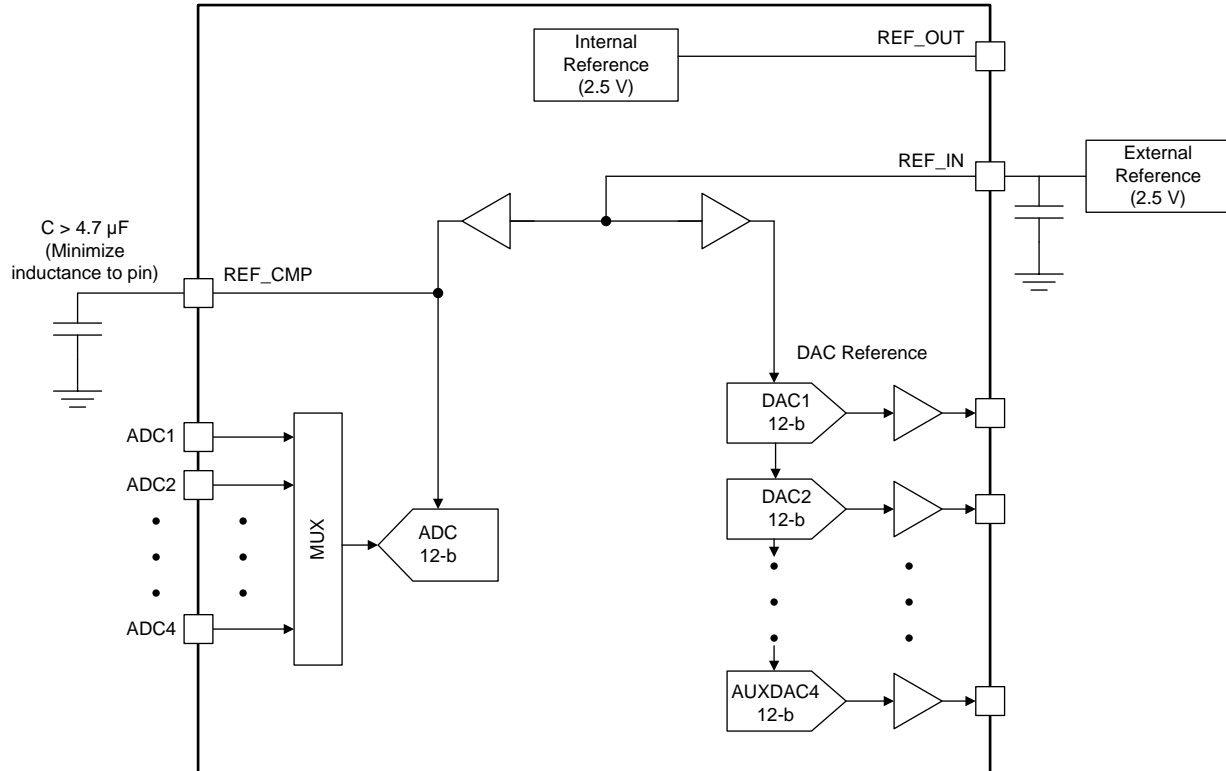 Internal
Reference
(2.5 V)
REF_OUT
REF_IN
External
Reference
(2.5 V)
C > 4.7 µF
(Minimize
inductance to pin)
REF_CMP
DAC Reference
ADC1
ADC2
ADC4
MUX
ADC
12-b
DAC1
12-b
DAC2
12-b
AUXDAC4
12-b